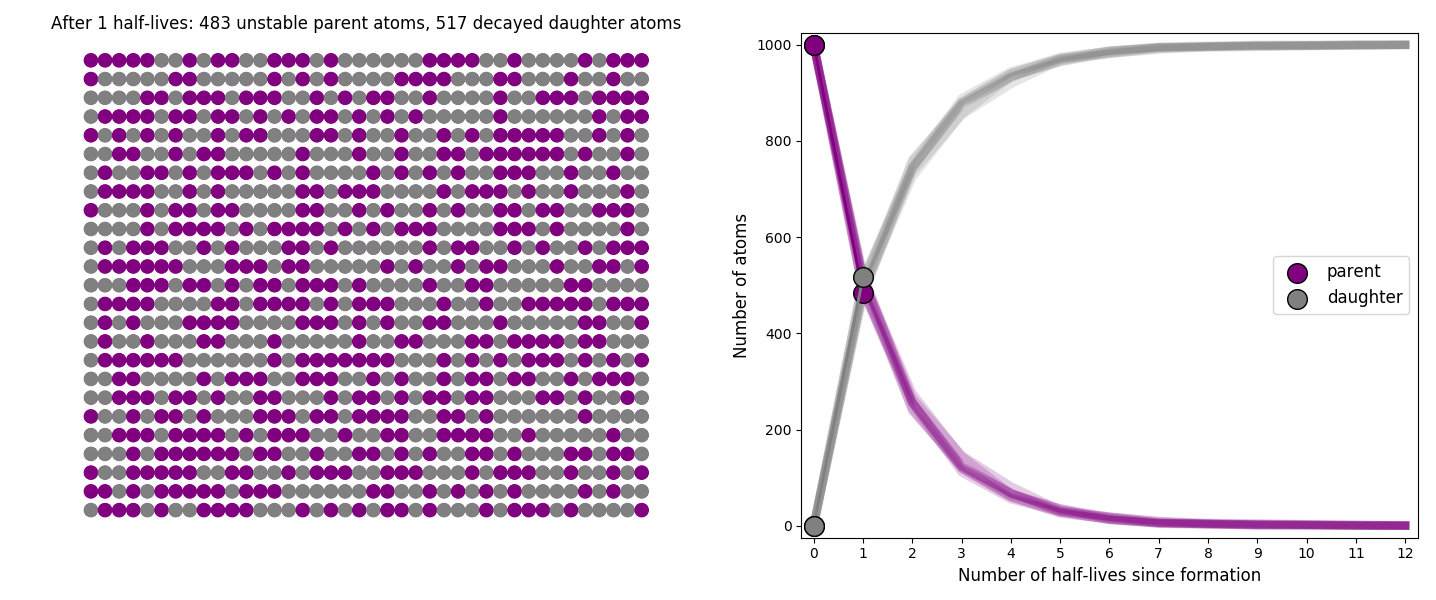 After 1 half-lives: 483 unstable parent atoms, 517 decayed daughter atoms
1000
800
600
400
200
0
Number of atoms
parent
daughter
0 1 2 3 4 5 6 7 8 9 10 11 12
Number of half-lives since formation